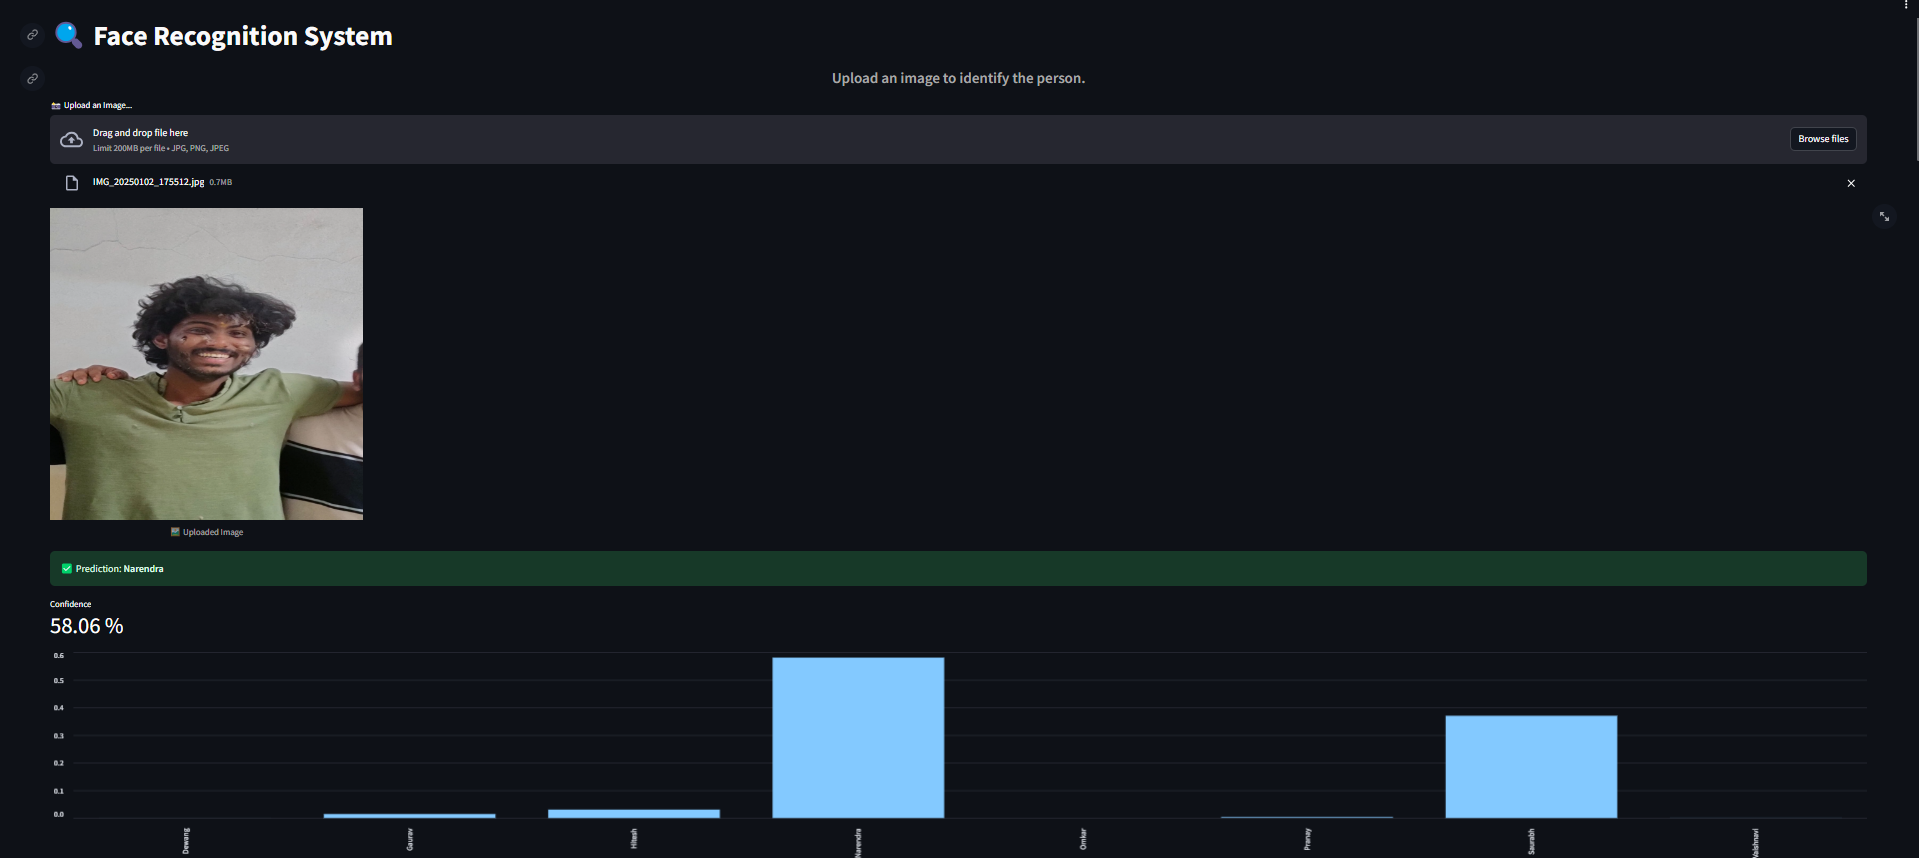 Face Recognition System
Upload an image to identify the person.
Upload an Image...
Drag and drop file here
Limit 200MB per file • JPG, PNG, JPEG
Browse files
IMG_20250102_175512.jpg 0.7MB
Uploaded Image
Prediction: Narendra
Confidence
58.06 %
0.6
0.5
0.4
0.3
0.2
0.1
0.0
Dewang
Gaurav
Hitesh
Narendra
Omkar
Pranay
Saurabh
Vaishnavi